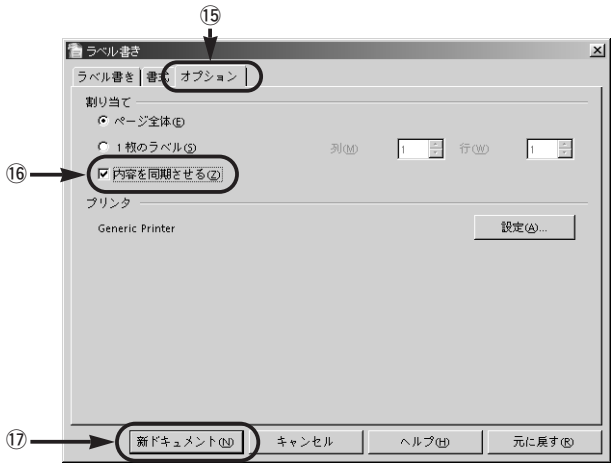 ⑮
ラベル書き
ラベル書き 書式 オプション
割り当て
ページ全体(E)
1枚のラベル(S) 列(M) 1 行(W) 1
⑯ 内容を同期させる(Z)
プリンタ
Generic Printer 設定(A)...
⑰ 新ドキュメント(N) キャンセル ヘルプ(H) 元に戻す(R)